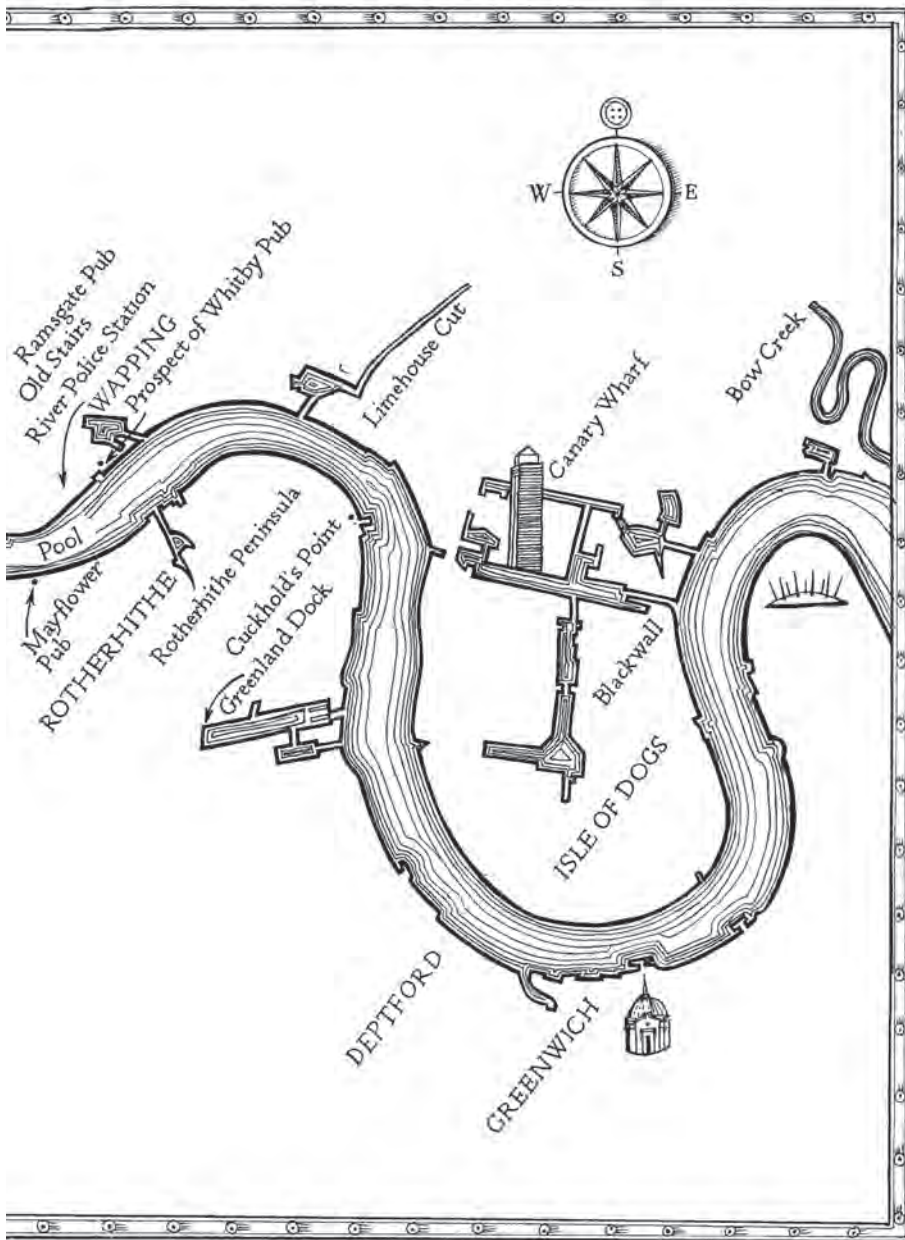 W
E
S
Ramsgate Pub
Old Stairs
River Police Station
WAPPING
Prospect of Whitby Pub
Limehouse Cut
Canary Wharf
Bow Creek
Pool
Mayflower
Pub
ROTHERHITHE
Rotherhithe Peninsula
Cuckhold's Point
Greenland Dock
Blackwall
ISLE OF DOGS
DEPTFORD
GREENWICH